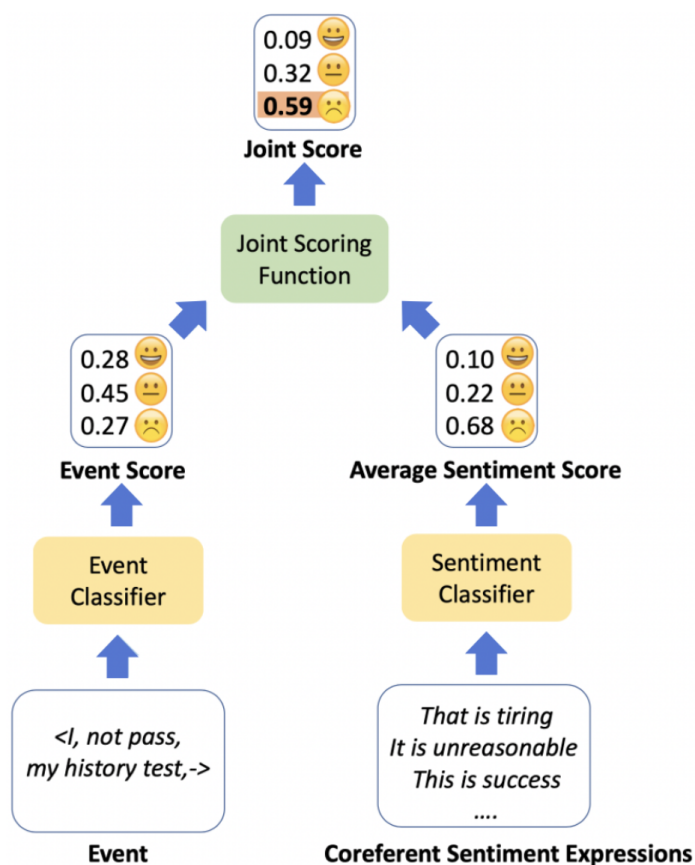 0.09
0.32
0.59
Joint Score
Joint Scoring
Function
0.28
0.45
0.27
Event Score
0.10
0.22
0.68
Average Sentiment Score
Event
Classifier
Sentiment
Classifier
<I, not pass,
my history test,->
Event
That is tiring
It is unreasonable
This is success
....
Coreferent Sentiment Expressions